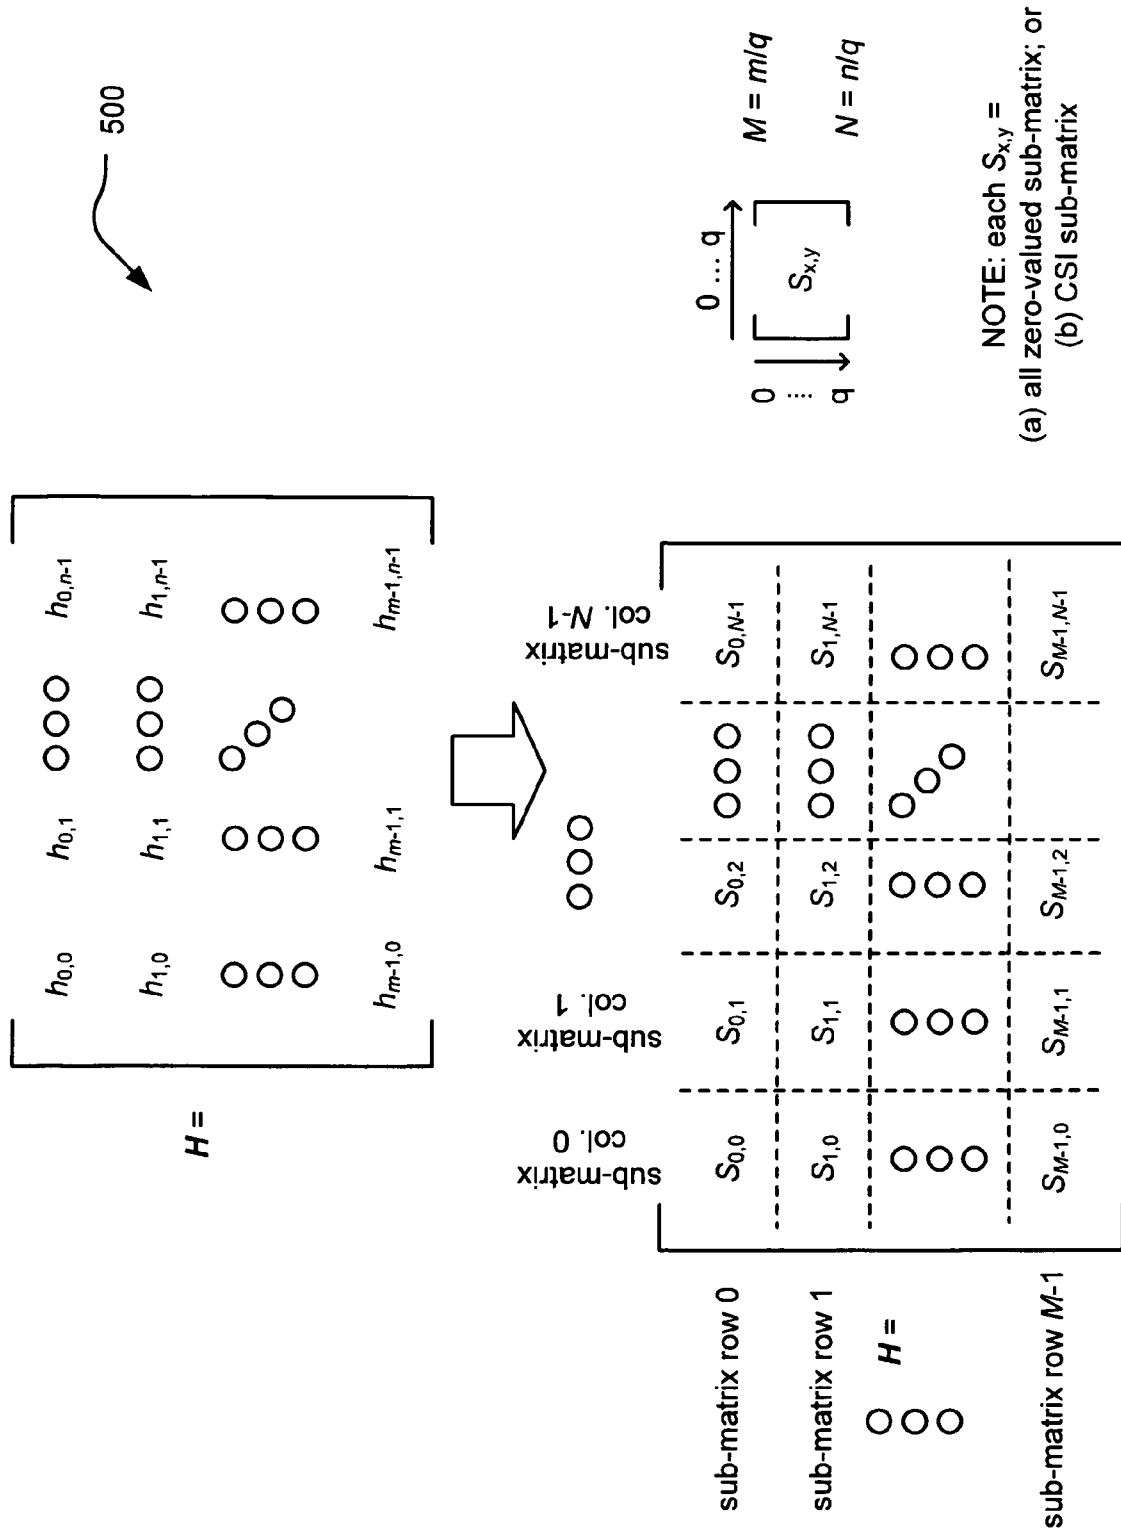 500
H =
h0,0 h0,1 h0,n-1
h1,0 h1,1 h1,n-1
hm-1,0 hm-1,1 hm-1,n-1
sub-matrix col. 0
sub-matrix col. 1
sub-matrix col. N-1
sub-matrix row 0
sub-matrix row 1
H =
sub-matrix row M-1
S0,0 S0,1 S0,2 S0,N-1
S1,0 S1,1 S1,2 S1,N-1
SM-1,0 SM-1,1 SM-1,2 SM-1,N-1
0 ... q
0 .... q
Sx,y
M = m/q
N = n/q
NOTE: each Sx,y =
(a) all zero-valued sub-matrix; or
(b) CSI sub-matrix